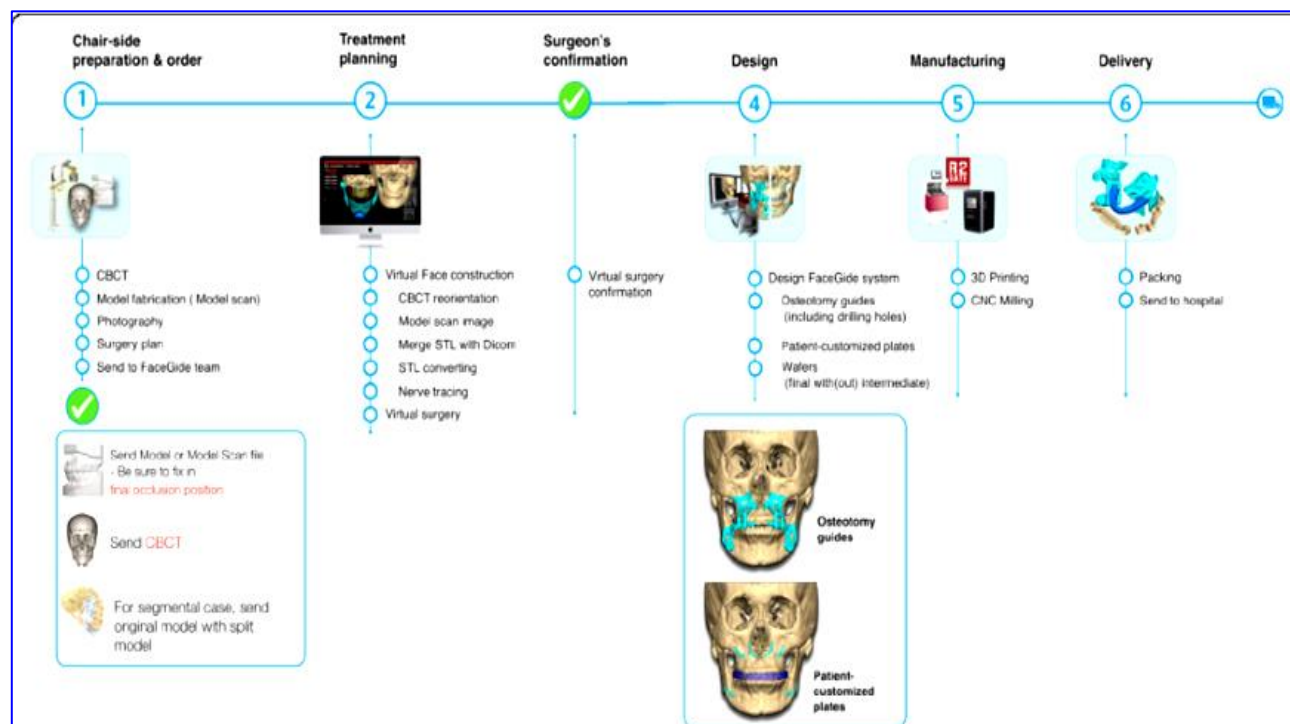 Chair-side
preparation & order
Treatment
planning
Surgeon's
confirmation
Design
Manufacturing
Delivery
1
2
4
5
6
CBCT
Model fabrication ( Model scan)
Photography
Surgery plan
Send to FaceGide team
Send Model or Model Scan file
- Be sure to fix in
final occlusion position
Send CBCT
For segmental case, send
original model with split
model
Virtual Face construction
CBCT reorientation
Model scan image
Merge STL with Dicom
STL converting
Nerve tracing
Virtual surgery
Virtual surgery
confirmation
Design FaceGide system
Osteotomy guides
(including drilling holes)
Patient-customized plates
Wafers
(final with(out) intermediate)
Osteotomy
guides
Patient-
customized
plates
R2
GATE
3D Printing
CNC Milling
Packing
Send to hospital